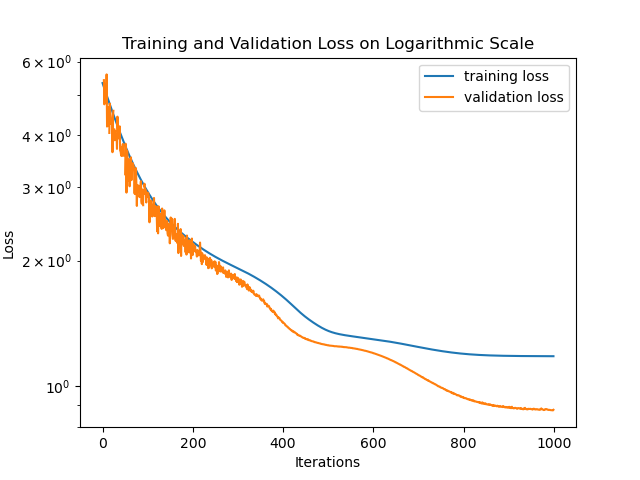 Training and Validation Loss on Logarithmic Scale
6 × 10⁰
4 × 10⁰
3 × 10⁰
2 × 10⁰
10⁰
Loss
training loss
validation loss
0 200 400 600 800 1000
Iterations